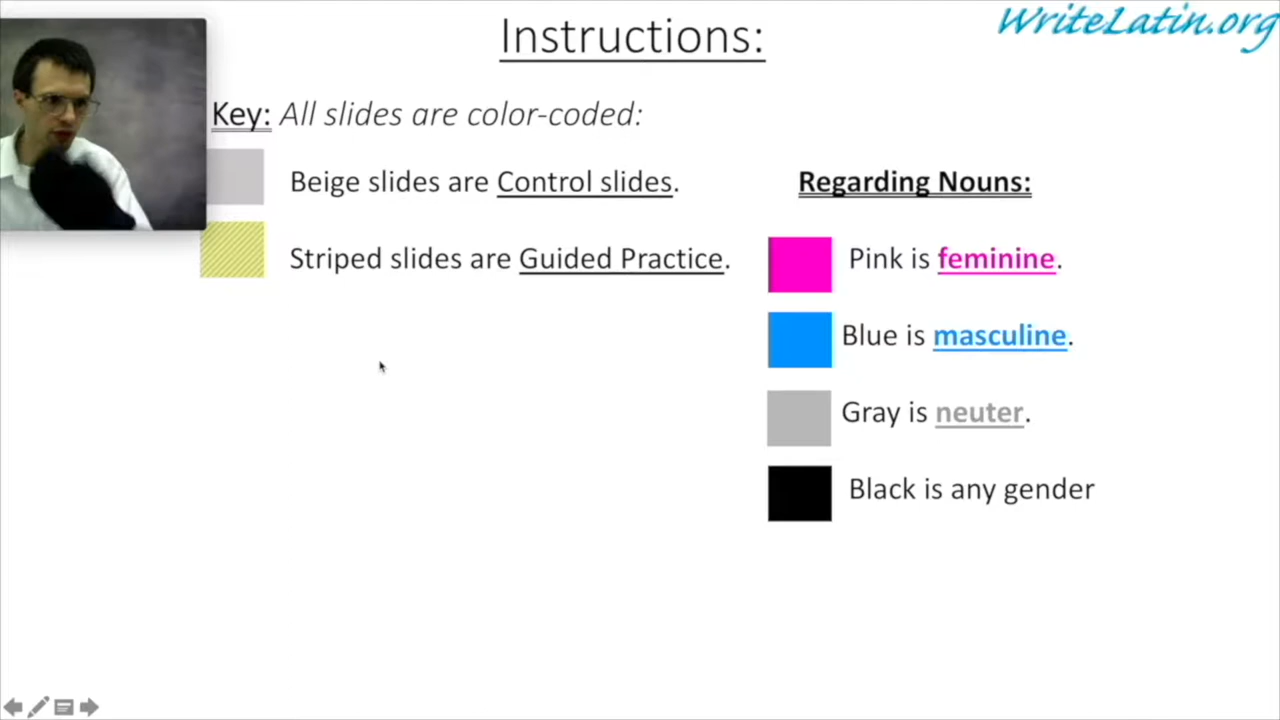 Instructions:
WriteLatin.org
Key: All slides are color-coded:
Beige slides are Control slides.
Striped slides are Guided Practice.
Regarding Nouns:
Pink is feminine.
Blue is masculine.
Gray is neuter.
Black is any gender